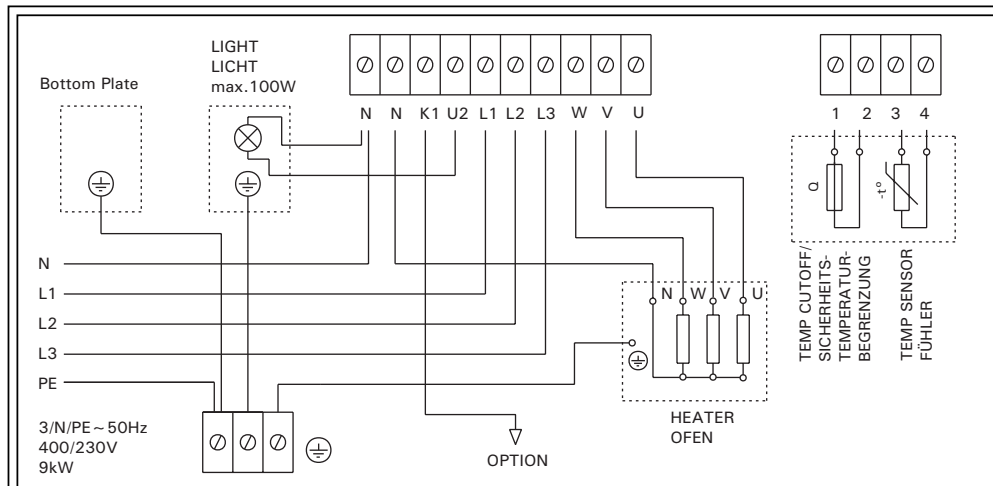 LIGHT
LICHT
max.100W
Bottom Plate
N N K1 U2 L1 L2 L3 W V U
1 2 3 4
Q
-t°
N
L1
L2
L3
PE
N W V U
TEMP CUTOFF/
SICHERHEITS-
TEMPERATUR-
BEGRENZUNG
TEMP SENSOR
FÜHLER
3/N/PE~50Hz
400/230V
9kW
OPTION
HEATER
OFEN